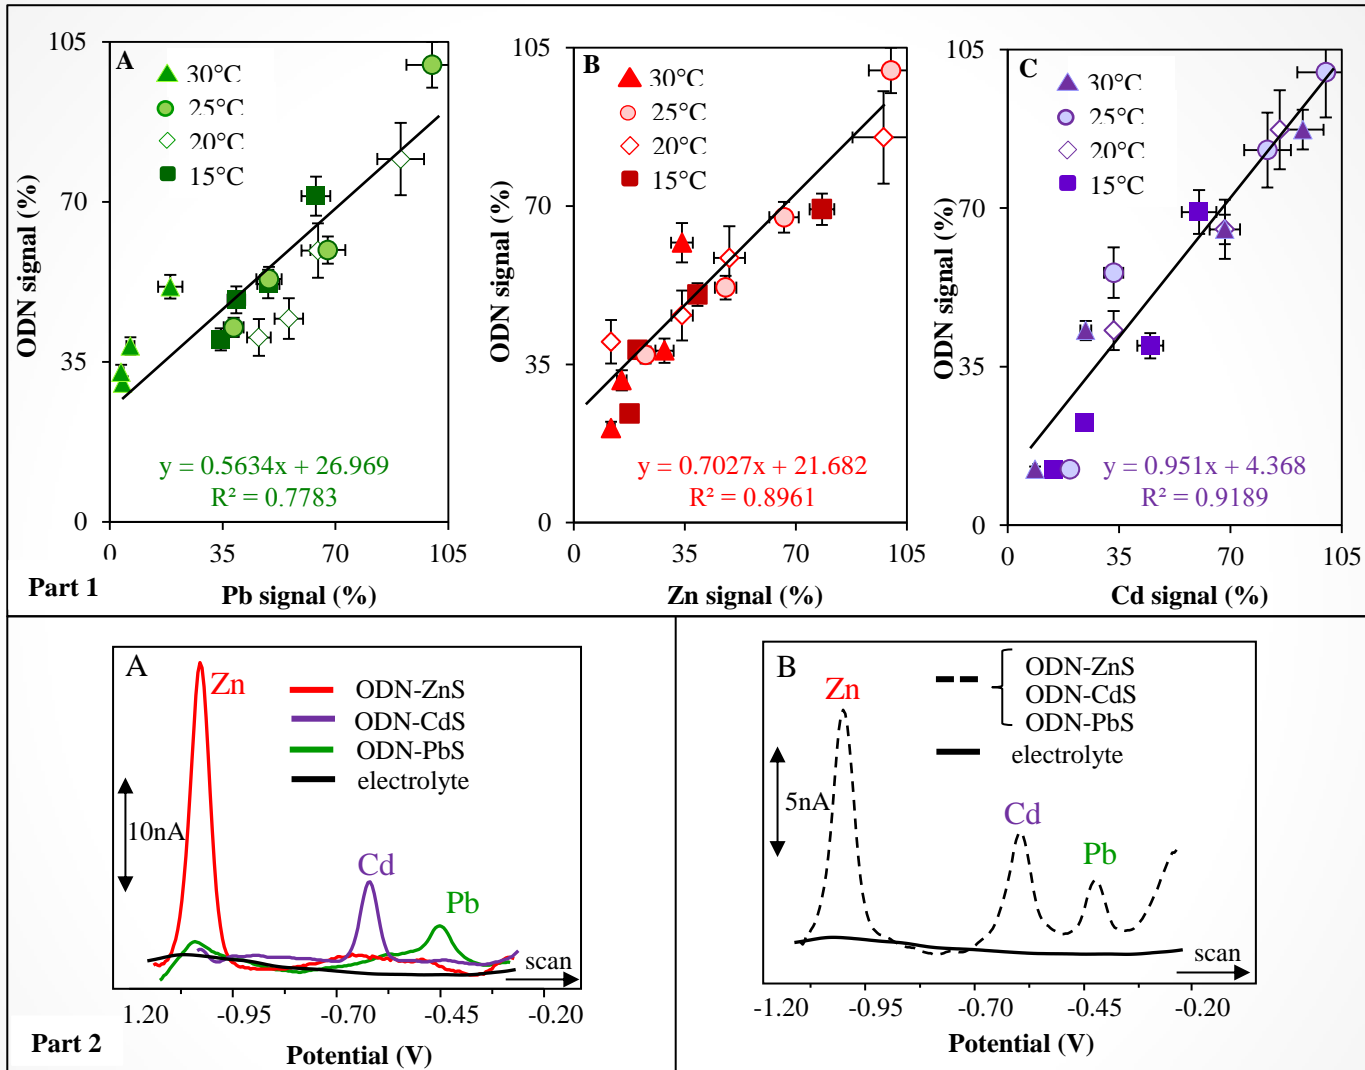 A
30°C
25°C
20°C
15°C
105
70
35
0
0
35
70
105
ODN signal (%)
Pb signal (%)
y = 0.5634x + 26.969
R² = 0.7783
B
30°C
25°C
20°C
15°C
105
70
35
0
0
35
70
105
ODN signal (%)
Zn signal (%)
y = 0.7027x + 21.682
R² = 0.8961
C
30°C
25°C
20°C
15°C
105
70
35
0
0
35
70
105
ODN signal (%)
Cd signal (%)
y = 0.951x + 4.368
R² = 0.9189
Part 1
A
Zn
ODN-ZnS
ODN-CdS
ODN-PbS
electrolyte
10nA
Cd
Pb
scan
1.20
-0.95
-0.70
-0.45
-0.20
Potential (V)
Part 2
B
Zn
ODN-ZnS
ODN-CdS
ODN-PbS
electrolyte
5nA
Cd
Pb
scan
-1.20
-0.95
-0.70
-0.45
-0.20
Potential (V)